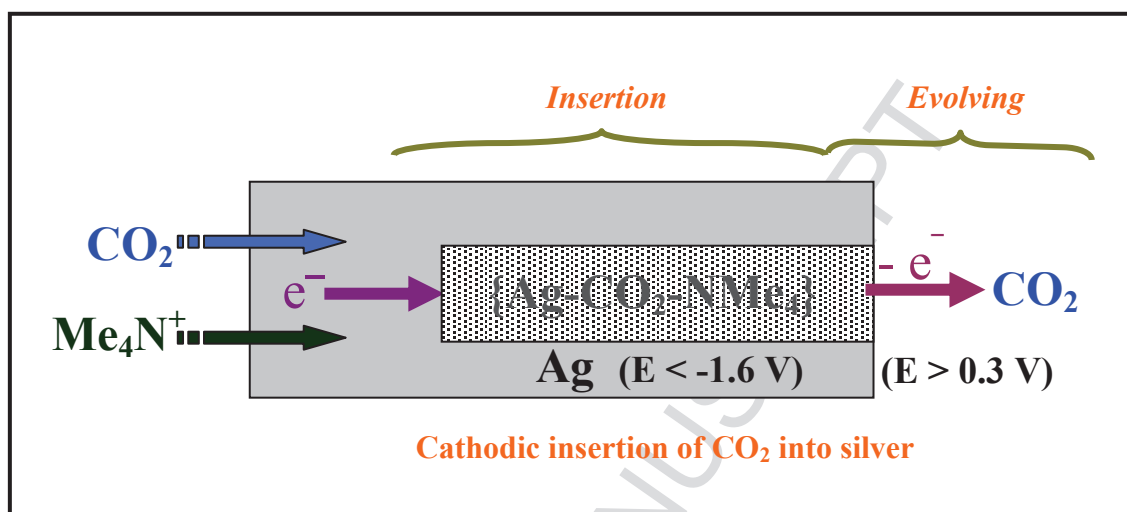 Insertion Evolving
CO₂
e⁻
{Ag-CO₂-NMe₄}
- e⁻
CO₂
Me₄N⁺
Ag (E < -1.6 V) (E > 0.3 V)
Cathodic insertion of CO₂ into silver